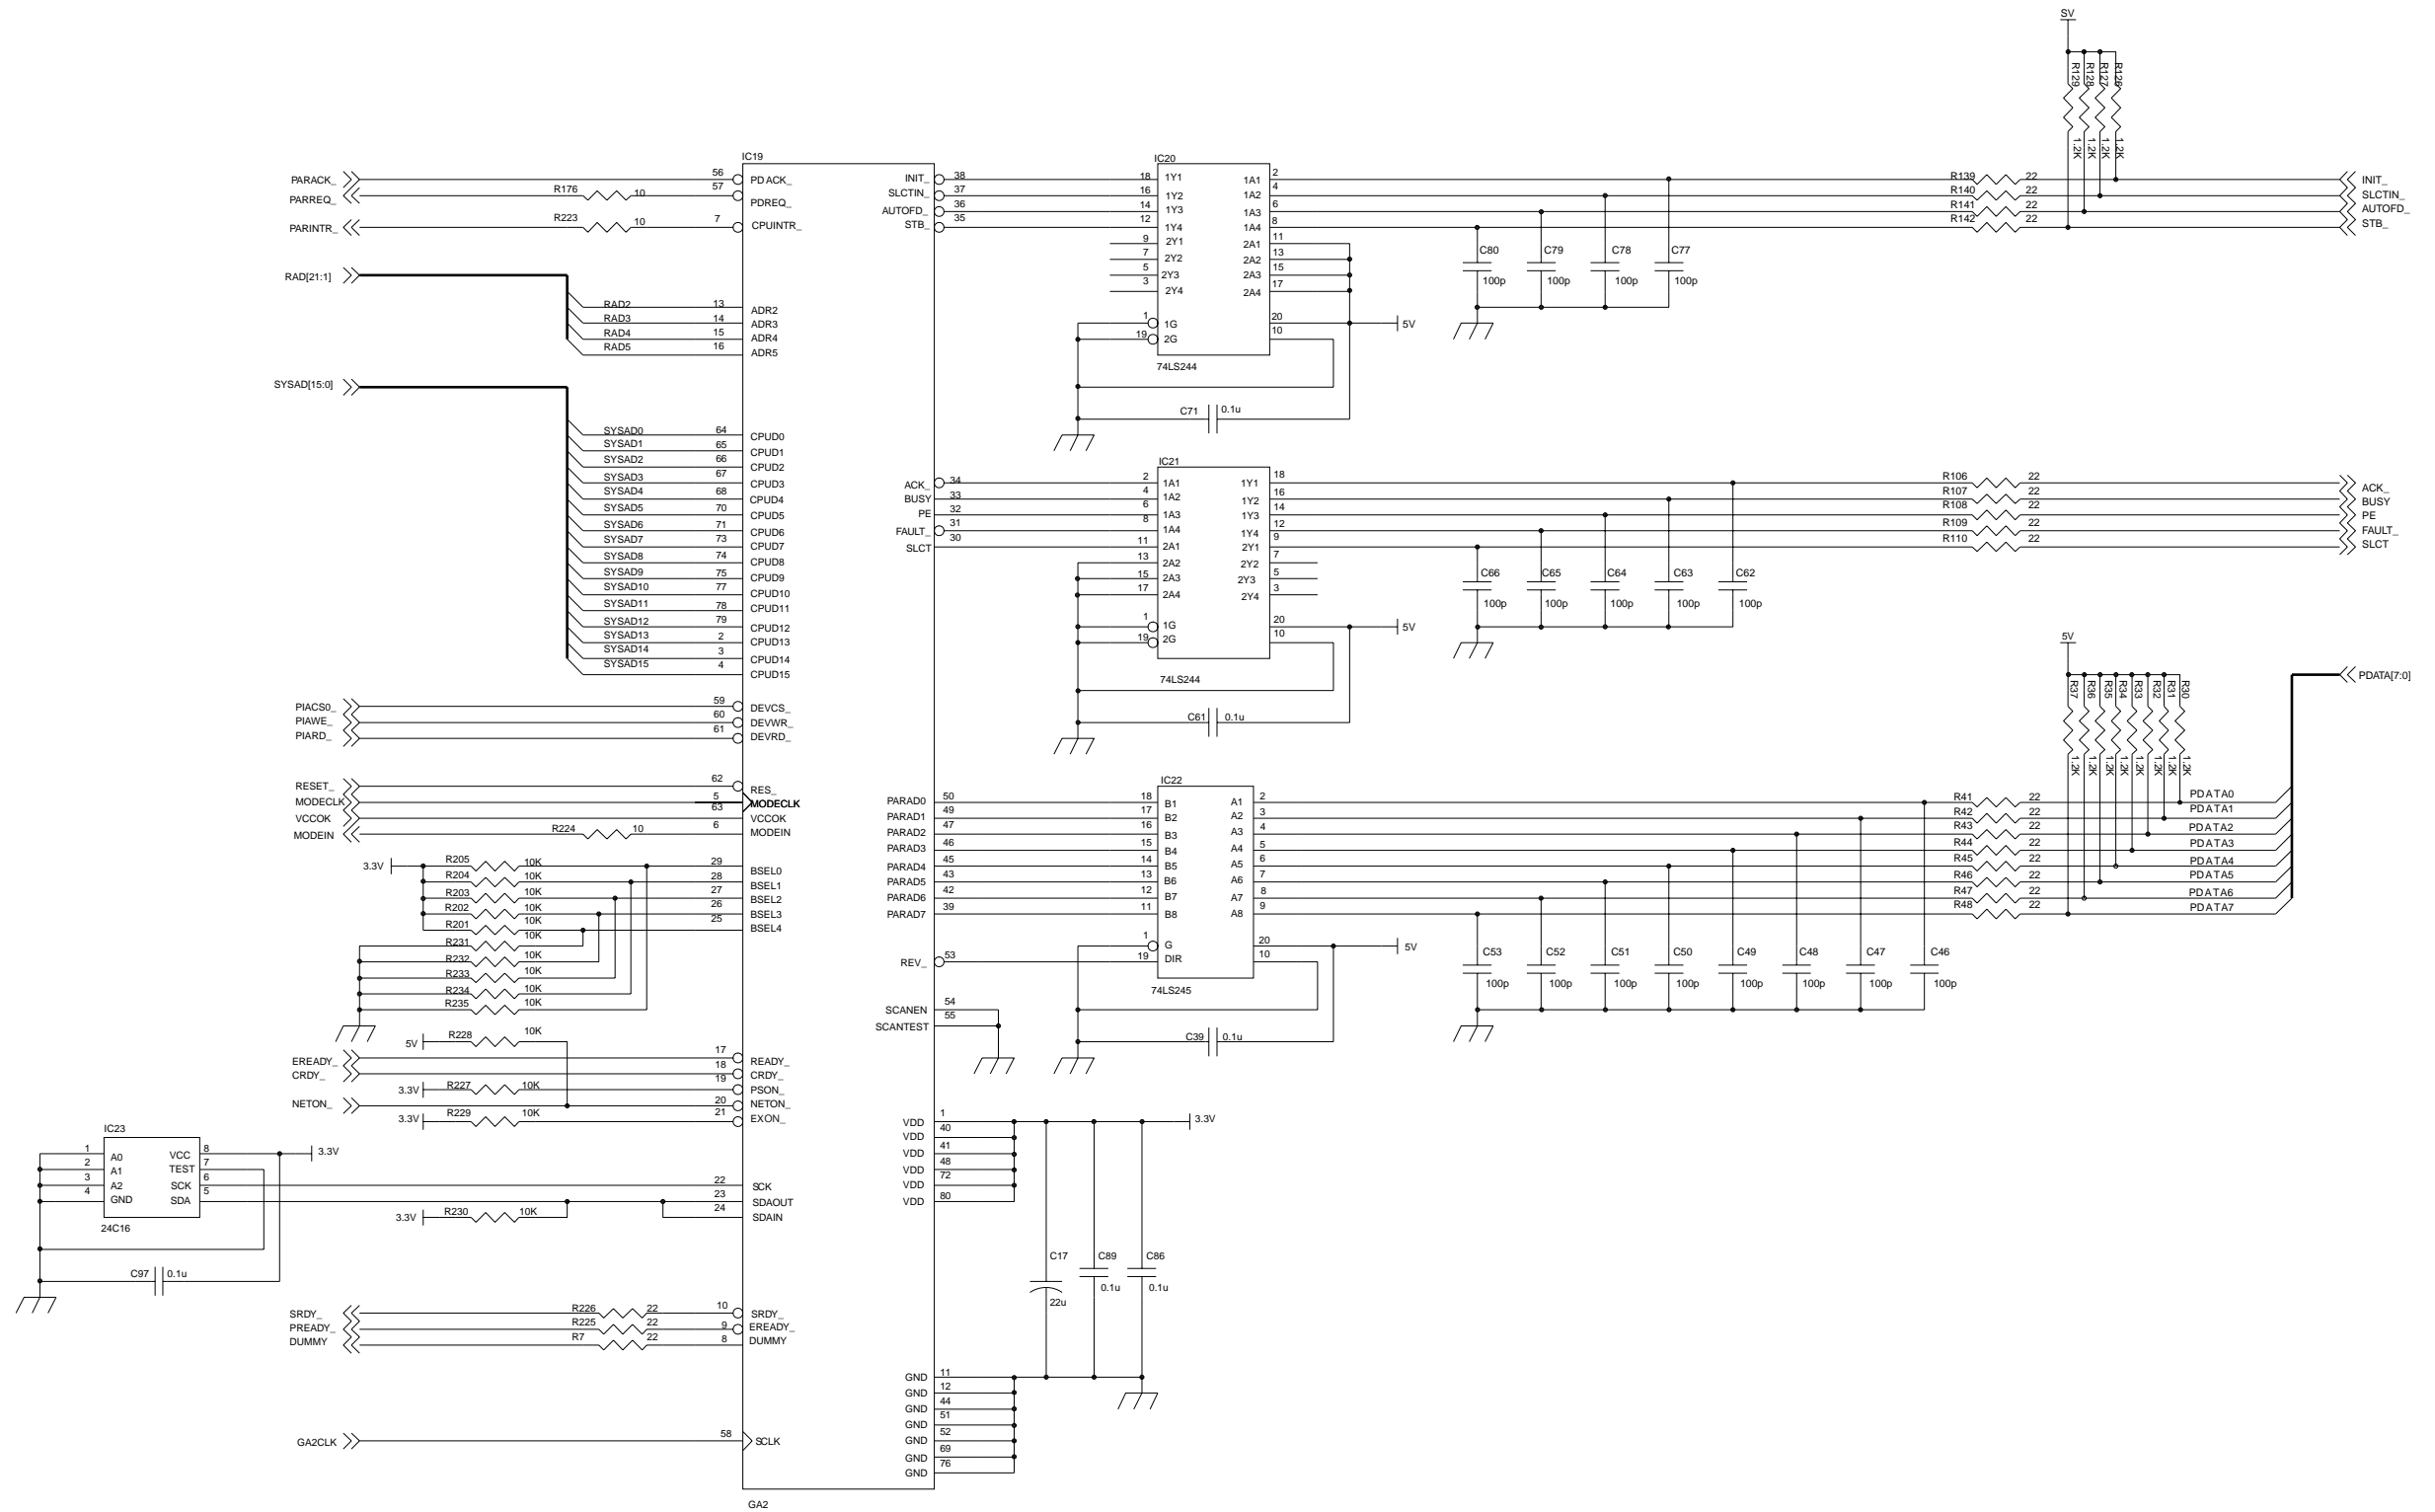 SV
R129 R128 R127 R126
1.2K 1.2K 1.2K 1.2K
IC19
PARACK_ 56 PDACK_
PARREQ_ R176 10 57 PDREQ_
PARINTR_ R223 10 7 CPUINTR_
RAD[21:1]
RAD2 13 ADR2
RAD3 14 ADR3
RAD4 15 ADR4
RAD5 16 ADR5
SYSAD[15:0]
SYSAD0 64 CPUD0
SYSAD1 65 CPUD1
SYSAD2 66 CPUD2
SYSAD3 67 CPUD3
SYSAD4 68 CPUD4
SYSAD5 70 CPUD5
SYSAD6 71 CPUD6
SYSAD7 73 CPUD7
SYSAD8 74 CPUD8
SYSAD9 75 CPUD9
SYSAD10 77 CPUD10
SYSAD11 78 CPUD11
SYSAD12 79 CPUD12
SYSAD13 2 CPUD13
SYSAD14 3 CPUD14
SYSAD15 4 CPUD15
PIACS0_ 59 DEVCS_
PIAWE_ 60 DEVWR_
PIARD_ 61 DEVRD_
RESET_ 62 RES_
MODECLK 5 MODECLK
VCCOK 63 VCCOK
MODEIN R224 10 6 MODEIN
3.3V R205 10K 29 BSEL0
R204 10K 28 BSEL1
R203 10K 27 BSEL2
R202 10K 26 BSEL3
R201 10K 25 BSEL4
R231 10K
R232 10K
R233 10K
R234 10K
R235 10K
5V R228 10K
EREADY_ 17 READY_
CRDY_ 18 CRDY_
3.3V R227 10K 19 PSON_
NETON_ 20 NETON_
3.3V R229 10K 21 EXON_
IC23
1 A0 VCC 8 3.3V
2 A1 TEST 7
3 A2 SCK 6 22 SCK
4 GND SDA 5 23 SDAOUT
3.3V R230 10K 24 SDAIN
24C16
C97 0.1u
SRDY_ R226 22 10 SRDY_
PREADY_ R225 22 9 EREADY_
DUMMY R7 22 8 DUMMY
GA2CLK 58 SCLK
GA2
IC20
INIT_ 38 18 1Y1 1A1 2 R139 22 INIT_
SLCTIN_ 37 16 1Y2 1A2 4 R140 22 SLCTIN_
AUTOFD_ 36 14 1Y3 1A3 6 R141 22 AUTOFD_
STB_ 35 12 1Y4 1A4 8 R142 22 STB_
9 2Y1 2A1 11
7 2Y2 2A2 13
5 2Y3 2A3 15
3 2Y4 2A4 17
C80 C79 C78 C77
100p 100p 100p 100p
1 1G 20 5V
19 2G 10
74LS244
C71 0.1u
IC21
ACK_ 34 2 1A1 1Y1 18 R106 22 ACK_
BUSY 33 4 1A2 1Y2 16 R107 22 BUSY
PE 32 6 1A3 1Y3 14 R108 22 PE
FAULT_ 31 8 1A4 1Y4 12 R109 22 FAULT_
SLCT 30 11 2A1 2Y1 9 R110 22 SLCT
13 2A2 2Y2 7
15 2A3 2Y3 5
17 2A4 2Y4 3
C66 C65 C64 C63 C62
100p 100p 100p 100p 100p
1 1G 20 5V
19 2G 10
74LS244
C61 0.1u
5V
R37 R36 R35 R34 R33 R32 R31 R30
1.2K 1.2K 1.2K 1.2K 1.2K 1.2K 1.2K 1.2K
PDATA[7:0]
IC22
PARAD0 50 18 B1 A1 2 R41 22 PDATA0
PARAD1 49 17 B2 A2 3 R42 22 PDATA1
PARAD2 47 16 B3 A3 4 R43 22 PDATA2
PARAD3 46 15 B4 A4 5 R44 22 PDATA3
PARAD4 45 14 B5 A5 6 R45 22 PDATA4
PARAD5 43 13 B6 A6 7 R46 22 PDATA5
PARAD6 42 12 B7 A7 8 R47 22 PDATA6
PARAD7 39 11 B8 A8 9 R48 22 PDATA7
1 G 20 5V
REV_ 53 19 DIR 10
74LS245
C53 C52 C51 C50 C49 C48 C47 C46
100p 100p 100p 100p 100p 100p 100p 100p
SCANEN 54
SCANTEST 55
C39 0.1u
VDD 1 3.3V
VDD 40
VDD 41
VDD 48
VDD 72
VDD 80
C17 C89 C86
22u 0.1u 0.1u
GND 11
GND 12
GND 44
GND 51
GND 52
GND 69
GND 76